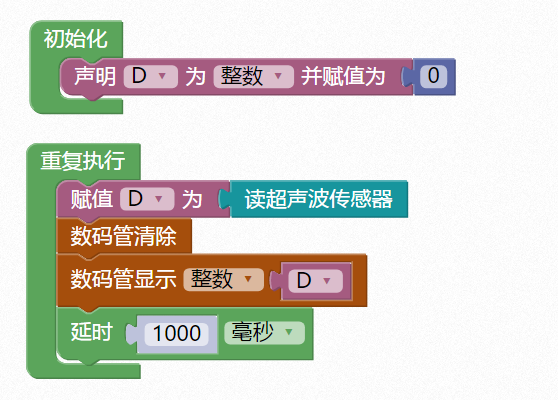 初始化
声明 D 为 整数 并赋值为 0
重复执行
赋值 D 为 读超声波传感器
数码管清除
数码管显示 整数 D
延时 1000 毫秒